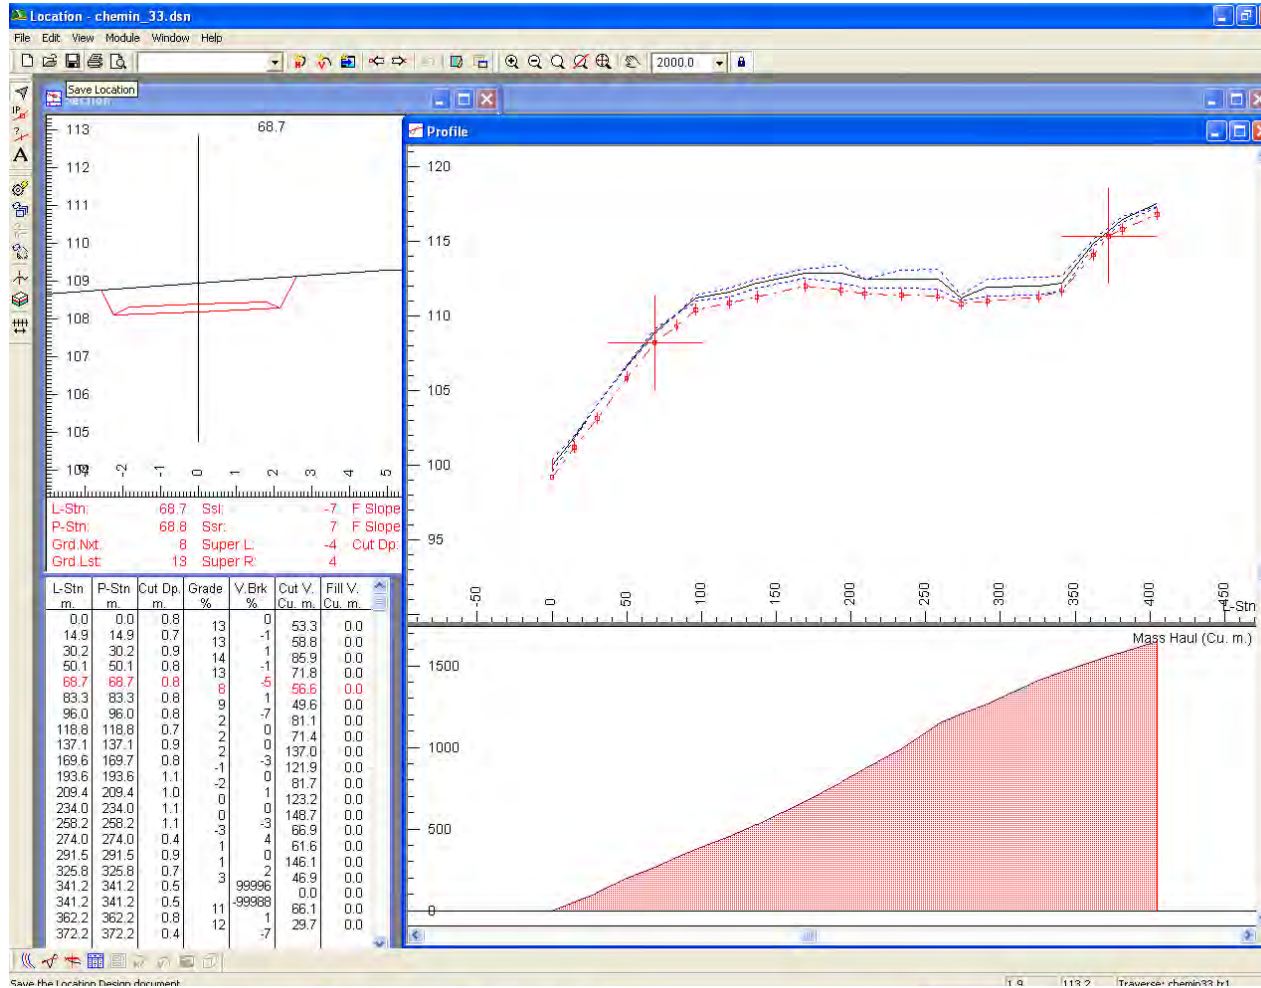 Location - chemin_33.dsn
File Edit View Module Window Help
2000.0
Save Location
Section
Profile
68.7
113
112
111
110
109
108
107
106
105
104
-2 -1 0 1 2 3 4 5
L-Stn: 68.7 Ssl: -7 F Slope
P-Stn: 68.8 Ssr: 7 F Slope
Grd.Nxt: 8 Super L: -4 Cut Dp:
Grd.Lst: 13 Super R: 4
120
115
110
105
100
95
-50 0 50 100 150 200 250 300 350 400 450
L-Stn
Mass Haul (Cu. m.)
1500
1000
500
0
L-Stn P-Stn Cut Dp. Grade V.Brk Cut V. Fill V.
m. m. m. % % Cu. m. Cu. m.
0.0 0.0 0.8 0
13 53.3 0.0
14.9 14.9 0.7 -1
13 58.8 0.0
30.2 30.2 0.9 1
14 85.9 0.0
50.1 50.1 0.8 -1
13 71.8 0.0
68.7 68.7 0.8 -5
8 56.6 0.0
83.3 83.3 0.8 1
9 49.6 0.0
96.0 96.0 0.8 -7
2 81.1 0.0
118.8 118.8 0.7 0
2 71.4 0.0
137.1 137.1 0.9 0
2 137.0 0.0
169.6 169.7 0.8 -3
-1 121.9 0.0
193.6 193.6 1.1 0
-2 81.7 0.0
209.4 209.4 1.0 1
0 123.2 0.0
234.0 234.0 1.1 0
0 148.7 0.0
258.2 258.2 1.1 -3
-3 66.9 0.0
274.0 274.0 0.4 4
1 61.6 0.0
291.5 291.5 0.9 0
1 146.1 0.0
325.8 325.8 0.7 2
3 46.9 0.0
341.2 341.2 0.5 99996
0.0 0.0
341.2 341.2 0.5 -99988
11 66.1 0.0
362.2 362.2 0.8 1
12 29.7 0.0
372.2 372.2 0.4 -7
Save the Location Design document
1.9 113.2 Traverse: chemin33.tr1